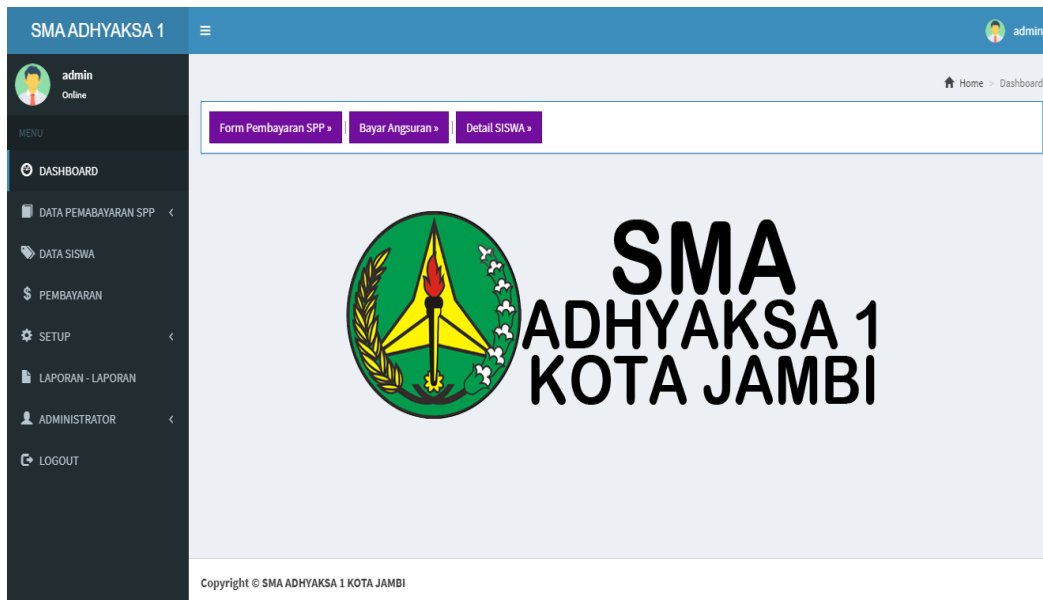 SMA ADHYAKSA 1
admin
admin
Online
Home > Dashboard
MENU
Form Pembayaran SPP » | Bayar Angsuran » | Detail SISWA »
DASHBOARD
DATA PEMABAYARAN SPP
DATA SISWA
PEMBAYARAN
SETUP
LAPORAN - LAPORAN
ADMINISTRATOR
LOGOUT
SMA
ADHYAKSA 1
KOTA JAMBI
Copyright © SMA ADHYAKSA 1 KOTA JAMBI